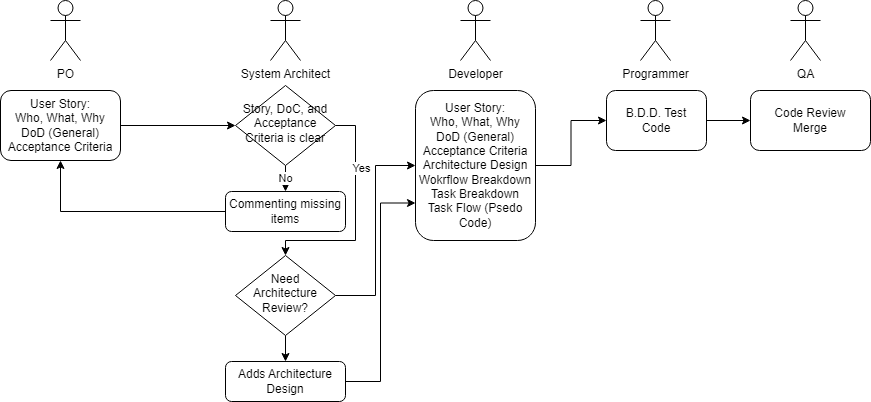 PO
System Architect
Developer
Programmer
QA
User Story:
Who, What, Why
DoD (General)
Acceptance Criteria
Story, DoC, and
Acceptance
Criteria is clear
Yes
No
Commenting missing
items
Need
Architecture
Review?
Adds Architecture
Design
User Story:
Who, What, Why
DoD (General)
Acceptance Criteria
Architecture Design
Wokrflow Breakdown
Task Breakdown
Task Flow (Psedo
Code)
B.D.D. Test
Code
Code Review
Merge